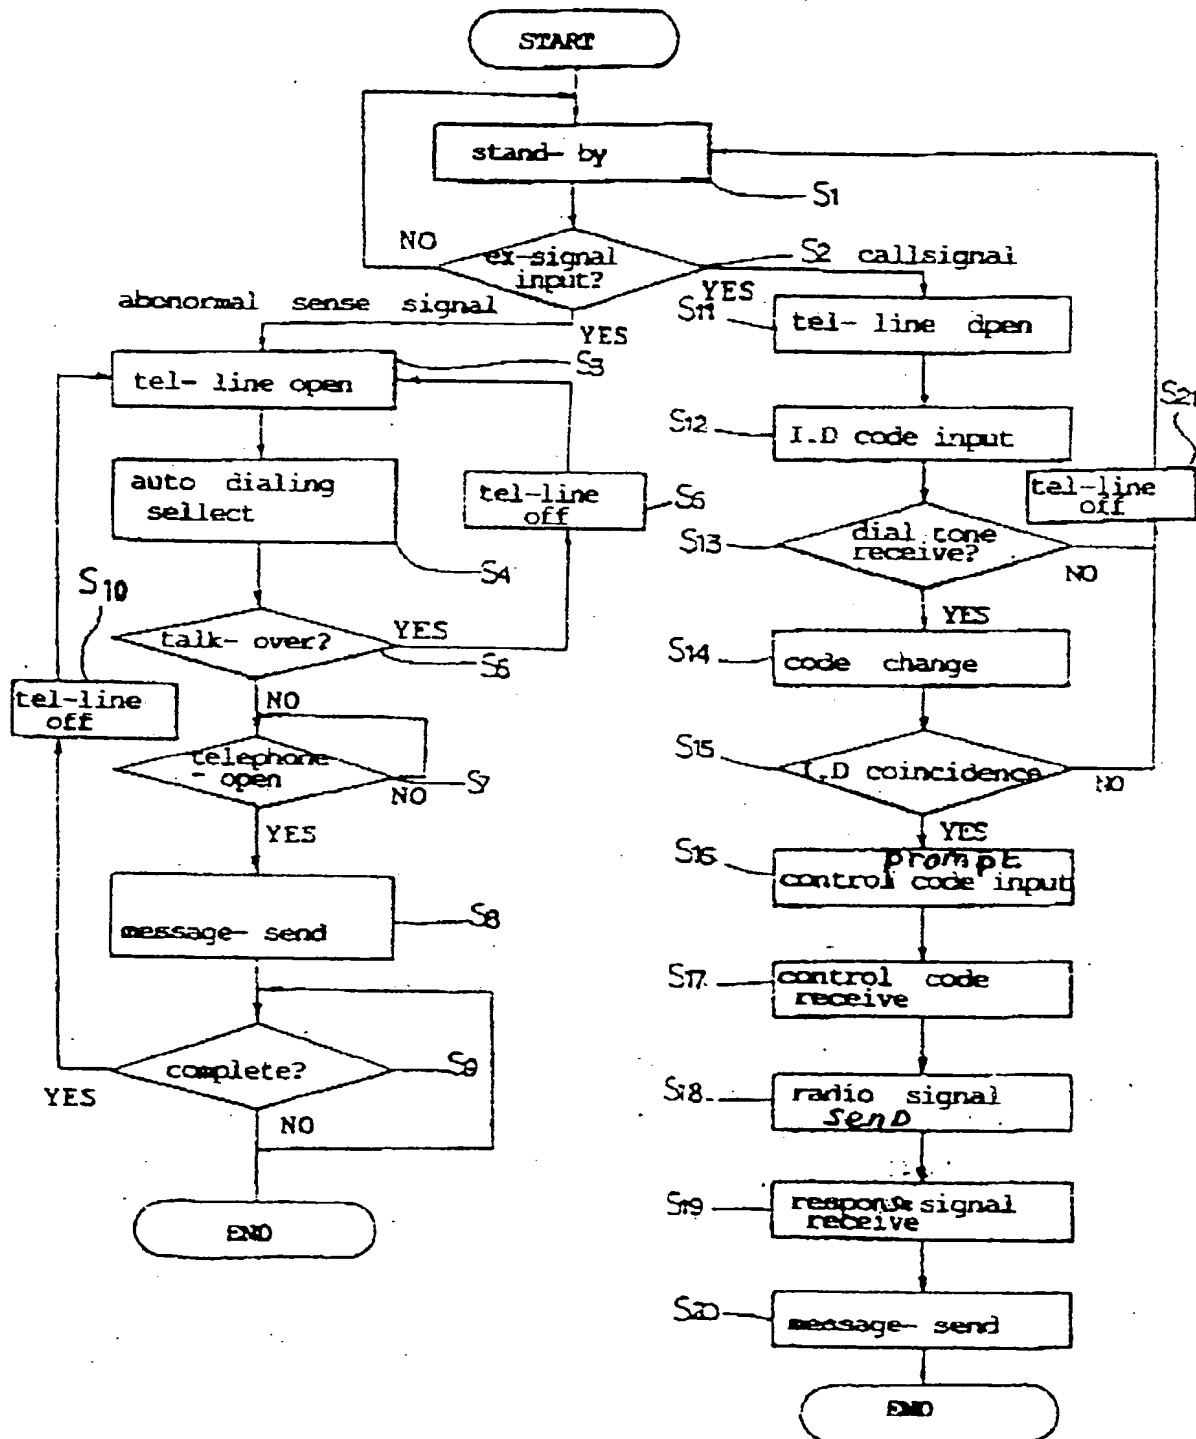 START
stand-by
S1
NO
ex-signal
input?
S2 callsignal
YES
abonormal sense signal
YES
S11
tel-line dpen
S3
tel-line open
S21
S12
I.D code input
auto dialing
sellect
tel-line
off
S6
tel-line
off
S4
S13
dial tone
receive?
NO
S10
talk-over?
YES
S5
YES
S14
code change
tel-line
off
NO
telephone
-open
S7
NO
S15
I.D coincidence
NO
YES
YES
S16
prompt
control code input
S8
message-send
S17
control code
receive
complete?
S9
YES
NO
S18
radio signal
SenD
S19
response signal
receive
END
S20
message-send
END